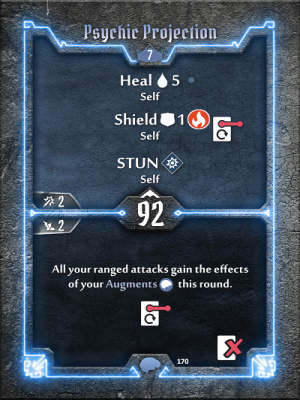 Psychic Projection
7
Heal 5
Self
Shield 1
Self
STUN
Self
2
92
2
All your ranged attacks gain the effects
of your Augments this round.
170